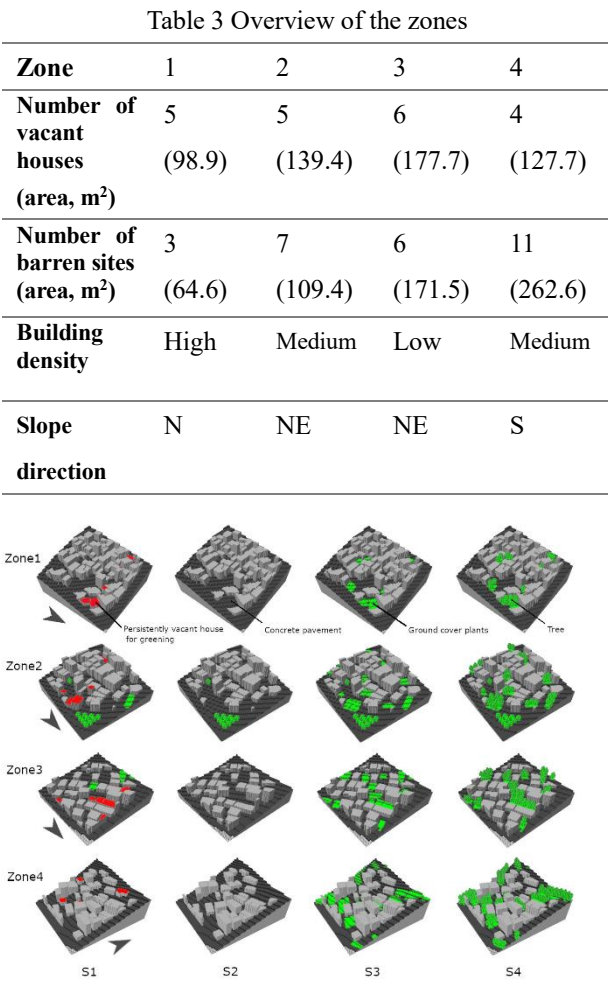 Table 3 Overview of the zones
Zone 1 2 3 4
Number of 5 5 6 4
vacant
houses (98.9) (139.4) (177.7) (127.7)
(area, m²)
Number of 3 7 6 11
barren sites
(area, m²) (64.6) (109.4) (171.5) (262.6)
Building High Medium Low Medium
density
Slope N NE NE S
direction
Zone1
Persistently vacant house Concrete pavement Ground cover plants Tree
for greening
Zone2
Zone3
Zone4
S1 S2 S3 S4